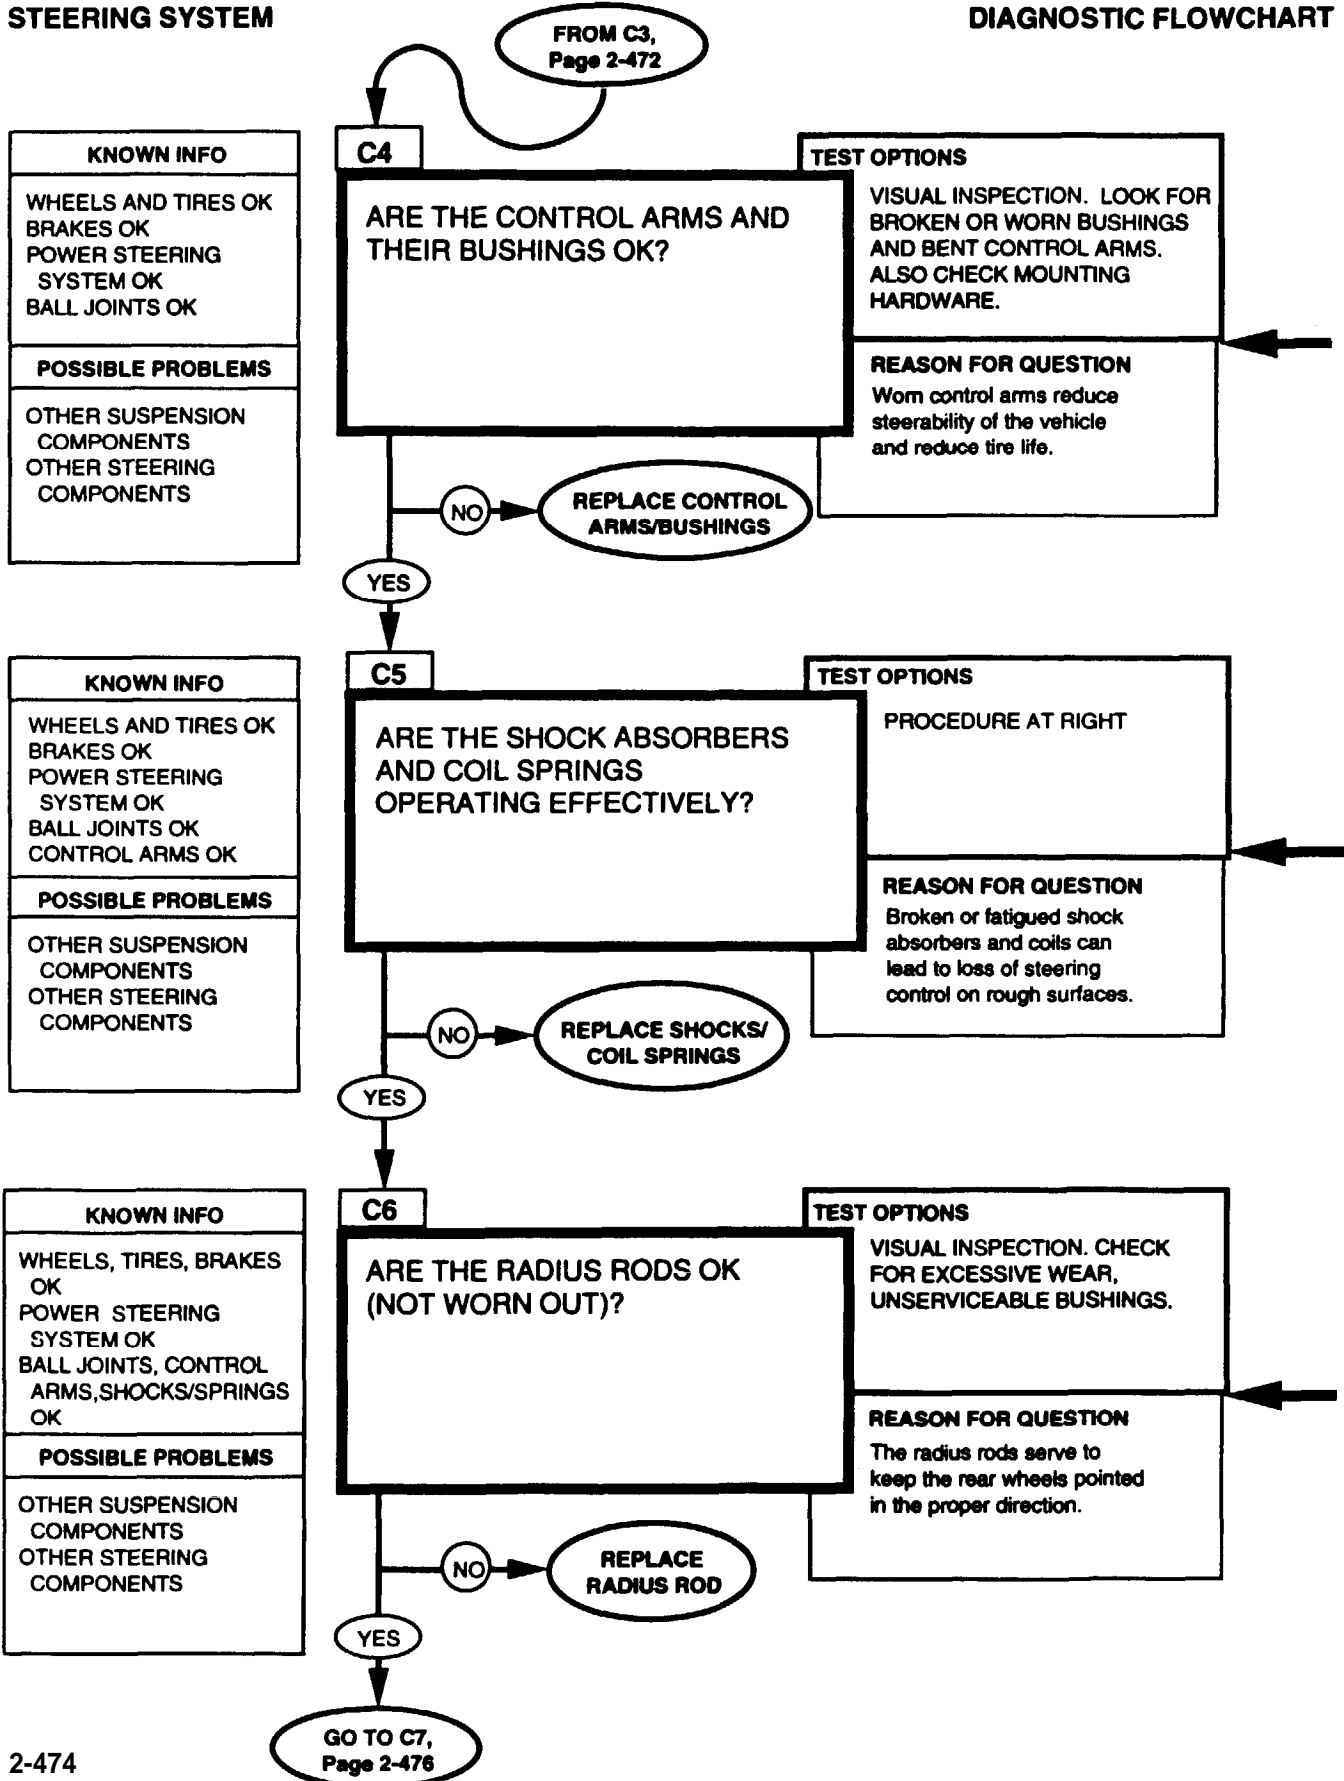 STEERING SYSTEM
DIAGNOSTIC FLOWCHART
FROM C3,
Page 2-472
KNOWN INFO
WHEELS AND TIRES OK
BRAKES OK
POWER STEERING
SYSTEM OK
BALL JOINTS OK
POSSIBLE PROBLEMS
OTHER SUSPENSION
COMPONENTS
OTHER STEERING
COMPONENTS
C4
ARE THE CONTROL ARMS AND
THEIR BUSHINGS OK?
TEST OPTIONS
VISUAL INSPECTION. LOOK FOR
BROKEN OR WORN BUSHINGS
AND BENT CONTROL ARMS.
ALSO CHECK MOUNTING
HARDWARE.
REASON FOR QUESTION
Worn control arms reduce
steerability of the vehicle
and reduce tire life.
NO
REPLACE CONTROL
ARMS/BUSHINGS
YES
KNOWN INFO
WHEELS AND TIRES OK
BRAKES OK
POWER STEERING
SYSTEM OK
BALL JOINTS OK
CONTROL ARMS OK
POSSIBLE PROBLEMS
OTHER SUSPENSION
COMPONENTS
OTHER STEERING
COMPONENTS
C5
ARE THE SHOCK ABSORBERS
AND COIL SPRINGS
OPERATING EFFECTIVELY?
TEST OPTIONS
PROCEDURE AT RIGHT
REASON FOR QUESTION
Broken or fatigued shock
absorbers and coils can
lead to loss of steering
control on rough surfaces.
NO
REPLACE SHOCKS/
COIL SPRINGS
YES
KNOWN INFO
WHEELS, TIRES, BRAKES
OK
POWER STEERING
SYSTEM OK
BALL JOINTS, CONTROL
ARMS,SHOCKS/SPRINGS
OK
POSSIBLE PROBLEMS
OTHER SUSPENSION
COMPONENTS
OTHER STEERING
COMPONENTS
C6
ARE THE RADIUS RODS OK
(NOT WORN OUT)?
TEST OPTIONS
VISUAL INSPECTION. CHECK
FOR EXCESSIVE WEAR,
UNSERVICEABLE BUSHINGS.
REASON FOR QUESTION
The radius rods serve to
keep the rear wheels pointed
in the proper direction.
NO
REPLACE
RADIUS ROD
YES
GO TO C7,
Page 2-476
2-474